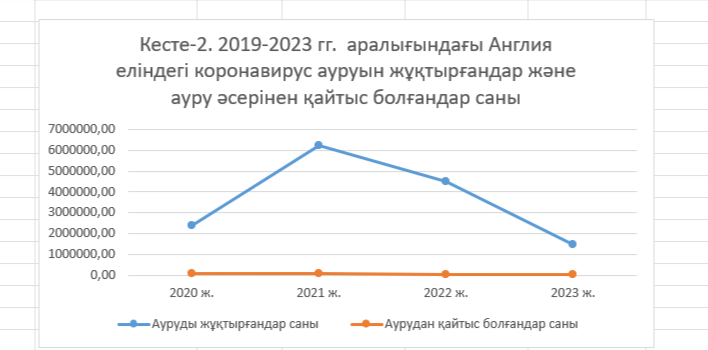 Кесте-2. 2019-2023 гг. аралығындағы Англия
еліндегі коронавирус ауруын жұқтырғандар және
ауру әсерінен қайтыс болғандар саны
7000000,00
6000000,00
5000000,00
4000000,00
3000000,00
2000000,00
1000000,00
0,00
2020 ж. 2021 ж. 2022 ж. 2023 ж.
Ауруды жұқтырғандар саны Аурудан қайтыс болғандар саны